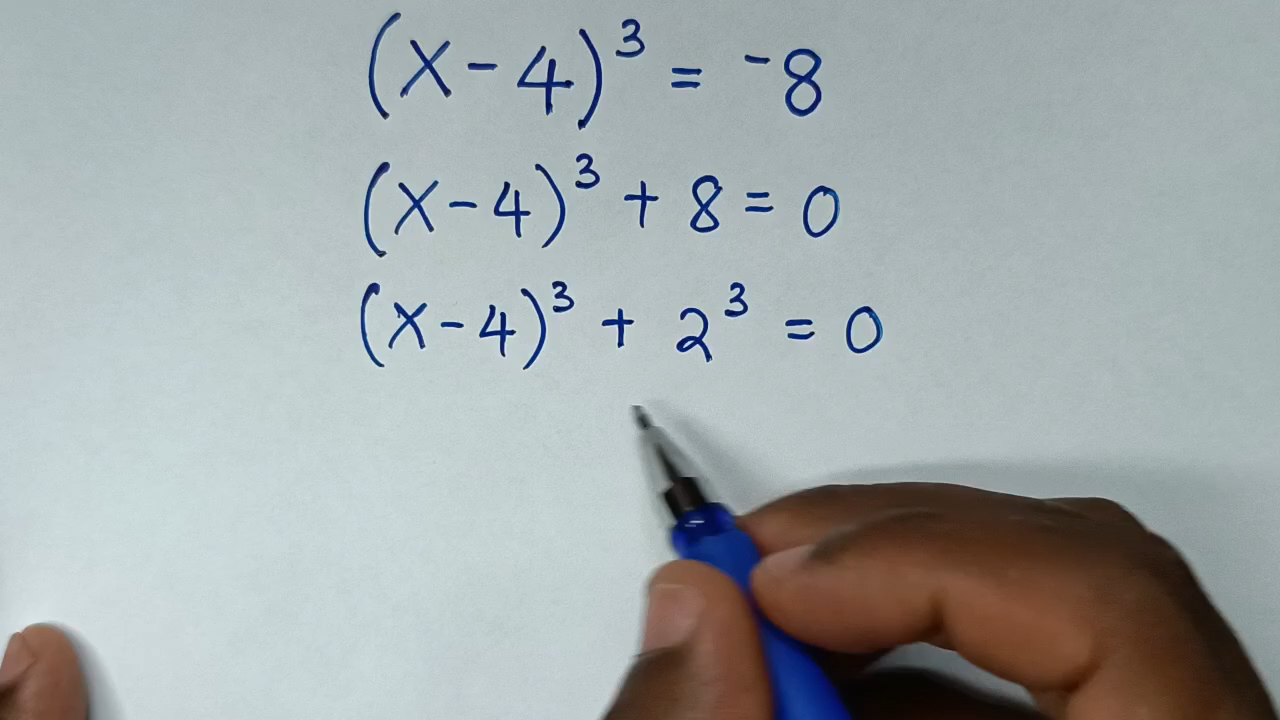 (x-4)³ = ⁻8
(x-4)³ + 8 = 0
(x-4)³ + 2³ = 0